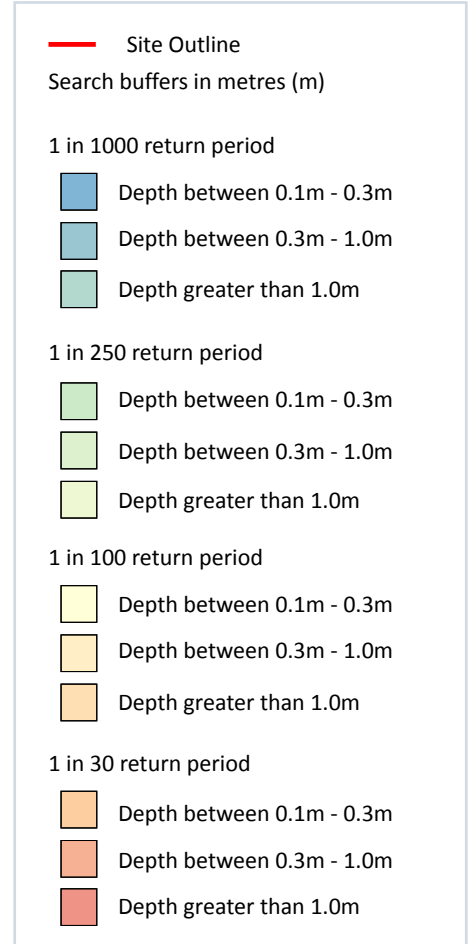 Site Outline
Search buffers in metres (m)
1 in 1000 return period
Depth between 0.1m - 0.3m
Depth between 0.3m - 1.0m
Depth greater than 1.0m
1 in 250 return period
Depth between 0.1m - 0.3m
Depth between 0.3m - 1.0m
Depth greater than 1.0m
1 in 100 return period
Depth between 0.1m - 0.3m
Depth between 0.3m - 1.0m
Depth greater than 1.0m
1 in 30 return period
Depth between 0.1m - 0.3m
Depth between 0.3m - 1.0m
Depth greater than 1.0m